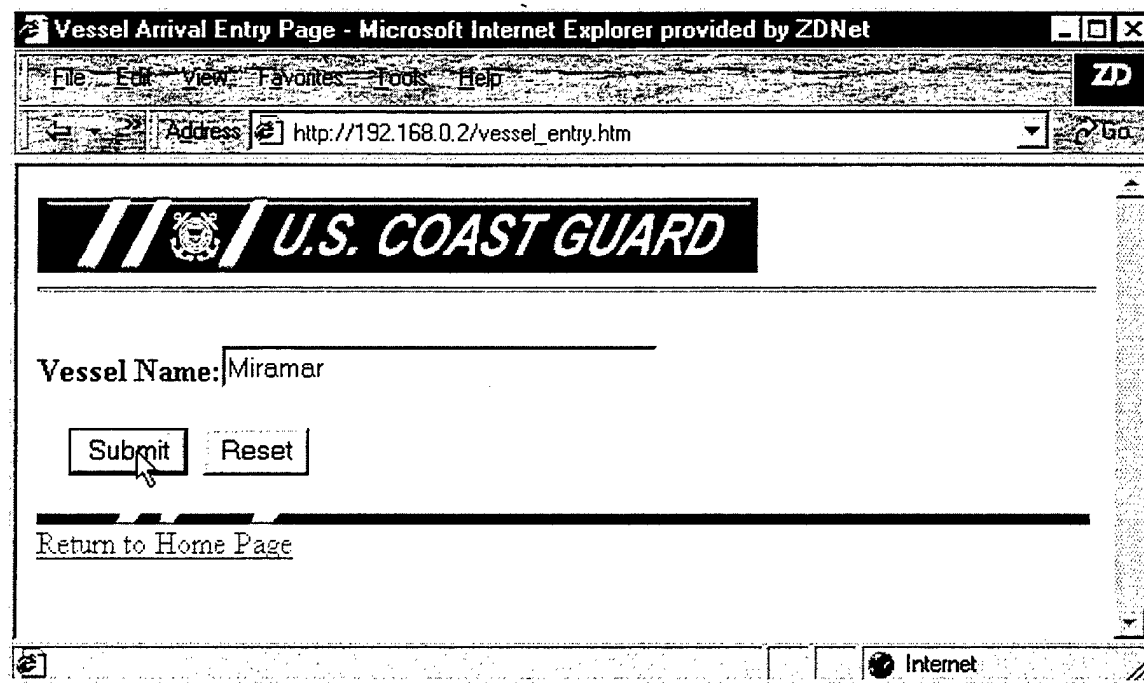 Vessel Arrival Entry Page - Microsoft Internet Explorer provided by ZDNet
File Edit View Favorites Tools Help
ZD
Address http://192.168.0.2/vessel_entry.htm Go
U.S. COAST GUARD
Vessel Name: Miramar
Submit Reset
Return to Home Page
Internet